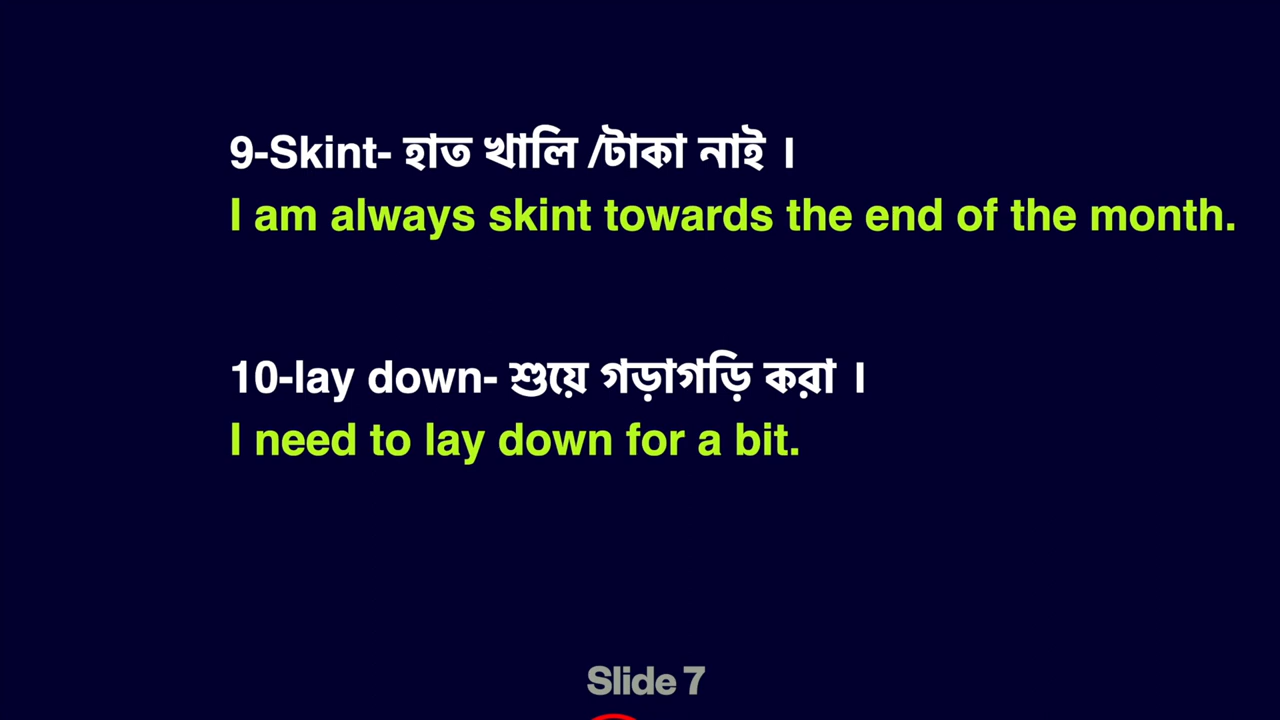 9-Skint- হাত খালি /টাকা নাই ।
I am always skint towards the end of the month.
10-lay down- শুয়ে গড়াগড়ি করা ।
I need to lay down for a bit.
Slide 7